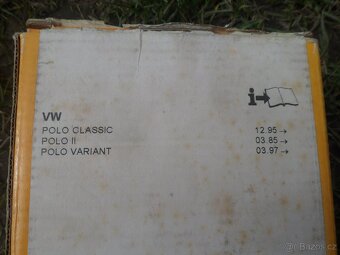 VW
POLO CLASSIC 12.95→
POLO II 03.85→
POLO VARIANT 03.97→
Bazos.cz